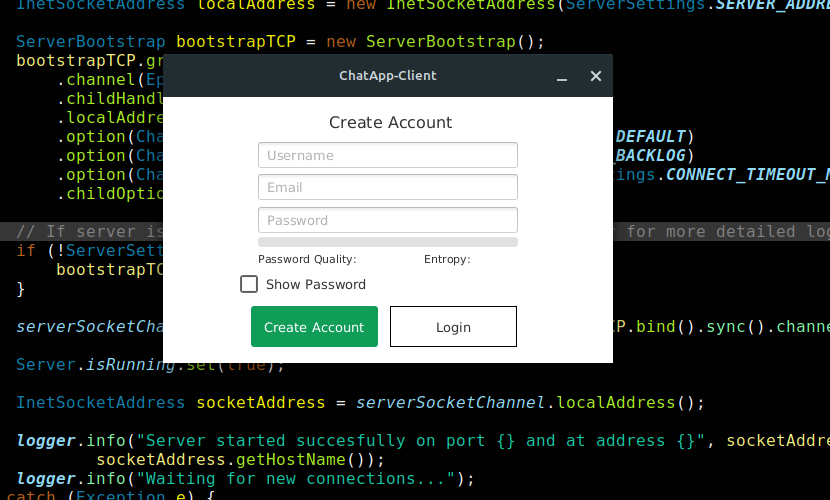 InetSocketAddress localAddress = new InetSocketAddress(ServerSettings.SERVER_ADDRE
ServerBootstrap bootstrapTCP = new ServerBootstrap();
bootstrapTCP.gr
.channel(Ep
.childHandl
.localAddre
.option(Cha DEFAULT)
.option(Cha BACKLOG)
.option(Cha ings.CONNECT_TIMEOUT_M
.childOptio
// If server is for more detailed log
if (!ServerSett
bootstrapTC
}
serverSocketCha CP.bind().sync().channe
Server.isRunning.set(true);
InetSocketAddress socketAddress = serverSocketChannel.localAddress();
logger.info("Server started succesfully on port {} and at address {}", socketAddr
socketAddress.getHostName());
logger.info("Waiting for new connections...");
catch (Exception e) {
ChatApp-Client
Create Account
Username
Email
Password
Password Quality: Entropy:
Show Password
Create Account Login